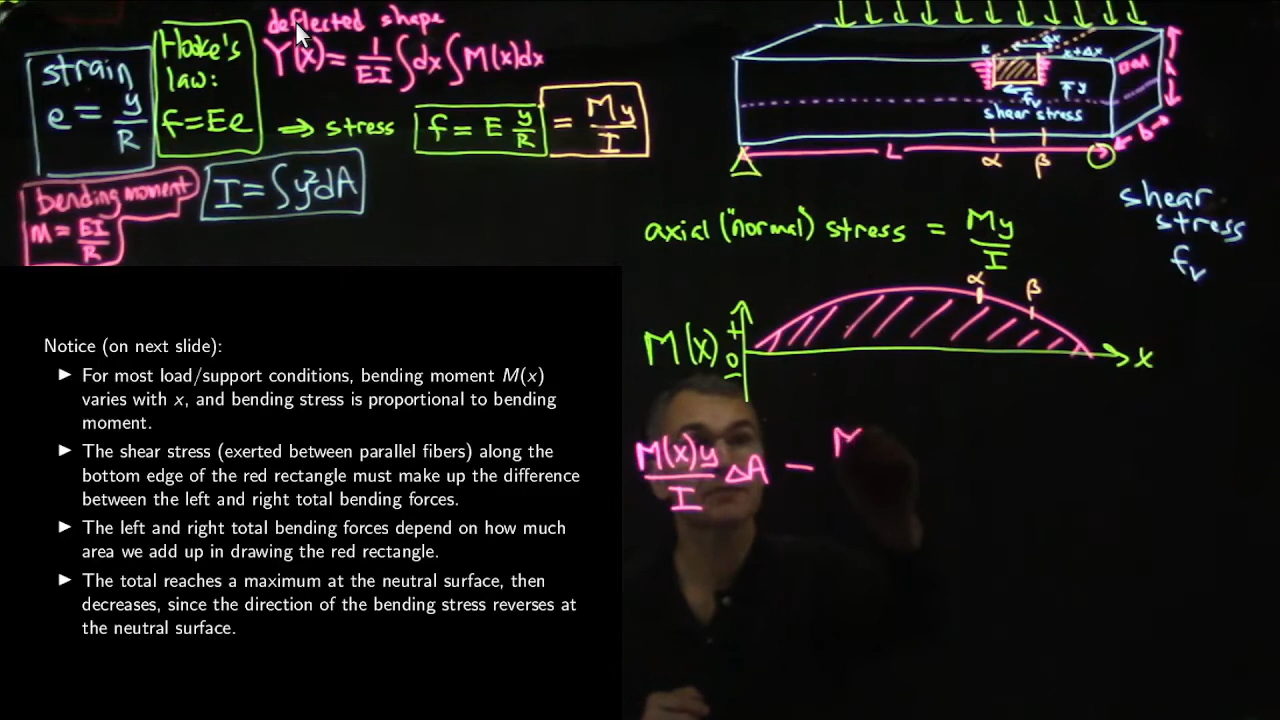 deflected shape
Y(x) = 1/EI ∫dx ∫M(x)dx
strain
e = y/R
Hooke's
law:
f=Ee
⇒ stress
f = E y/R
= My/I
bending moment
M = EI/R
I = ∫y²dA
x
Δx
x+Δx
ΔA
h
y
fv
shear stress
b
L
α
β
shear
stress
fv
axial ("normal") stress = My/I
α
β
M(x)
+
0
−
x
M(x)y/I ΔA − M
Notice (on next slide):
▶ For most load/support conditions, bending moment M(x)
varies with x, and bending stress is proportional to bending
moment.
▶ The shear stress (exerted between parallel fibers) along the
bottom edge of the red rectangle must make up the difference
between the left and right total bending forces.
▶ The left and right total bending forces depend on how much
area we add up in drawing the red rectangle.
▶ The total reaches a maximum at the neutral surface, then
decreases, since the direction of the bending stress reverses at
the neutral surface.